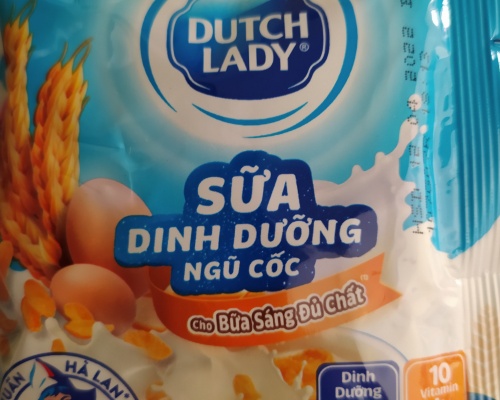 DUTCH
LADY®
SỮA
DINH DƯỠNG
NGŨ CỐC
Cho Bữa Sáng Đủ Chất
HÀ LAN
Dinh
Dưỡng
10
Vitamin